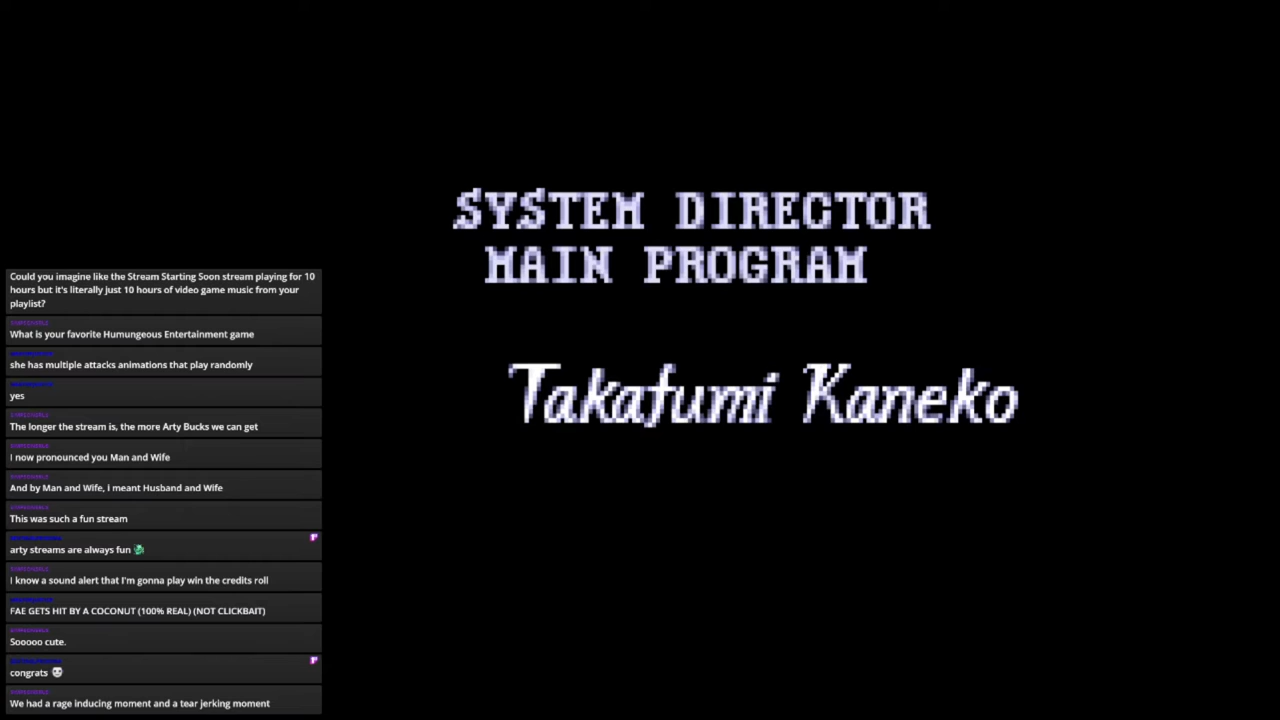 SYSTEM DIRECTOR
MAIN PROGRAM
Takafumi Kaneko
Could you imagine like the Stream Starting Soon stream playing for 10
hours but it's literally just 10 hours of video game music from your
playlist?
What is your favorite Humungeous Entertainment game
she has multiple attacks animations that play randomly
yes
The longer the stream is, the more Arty Bucks we can get
I now pronounced you Man and Wife
And by Man and Wife, i meant Husband and Wife
This was such a fun stream
arty streams are always fun
I know a sound alert that I'm gonna play win the credits roll
FAE GETS HIT BY A COCONUT (100% REAL) (NOT CLICKBAIT)
Sooooo cute.
congrats
We had a rage inducing moment and a tear jerking moment